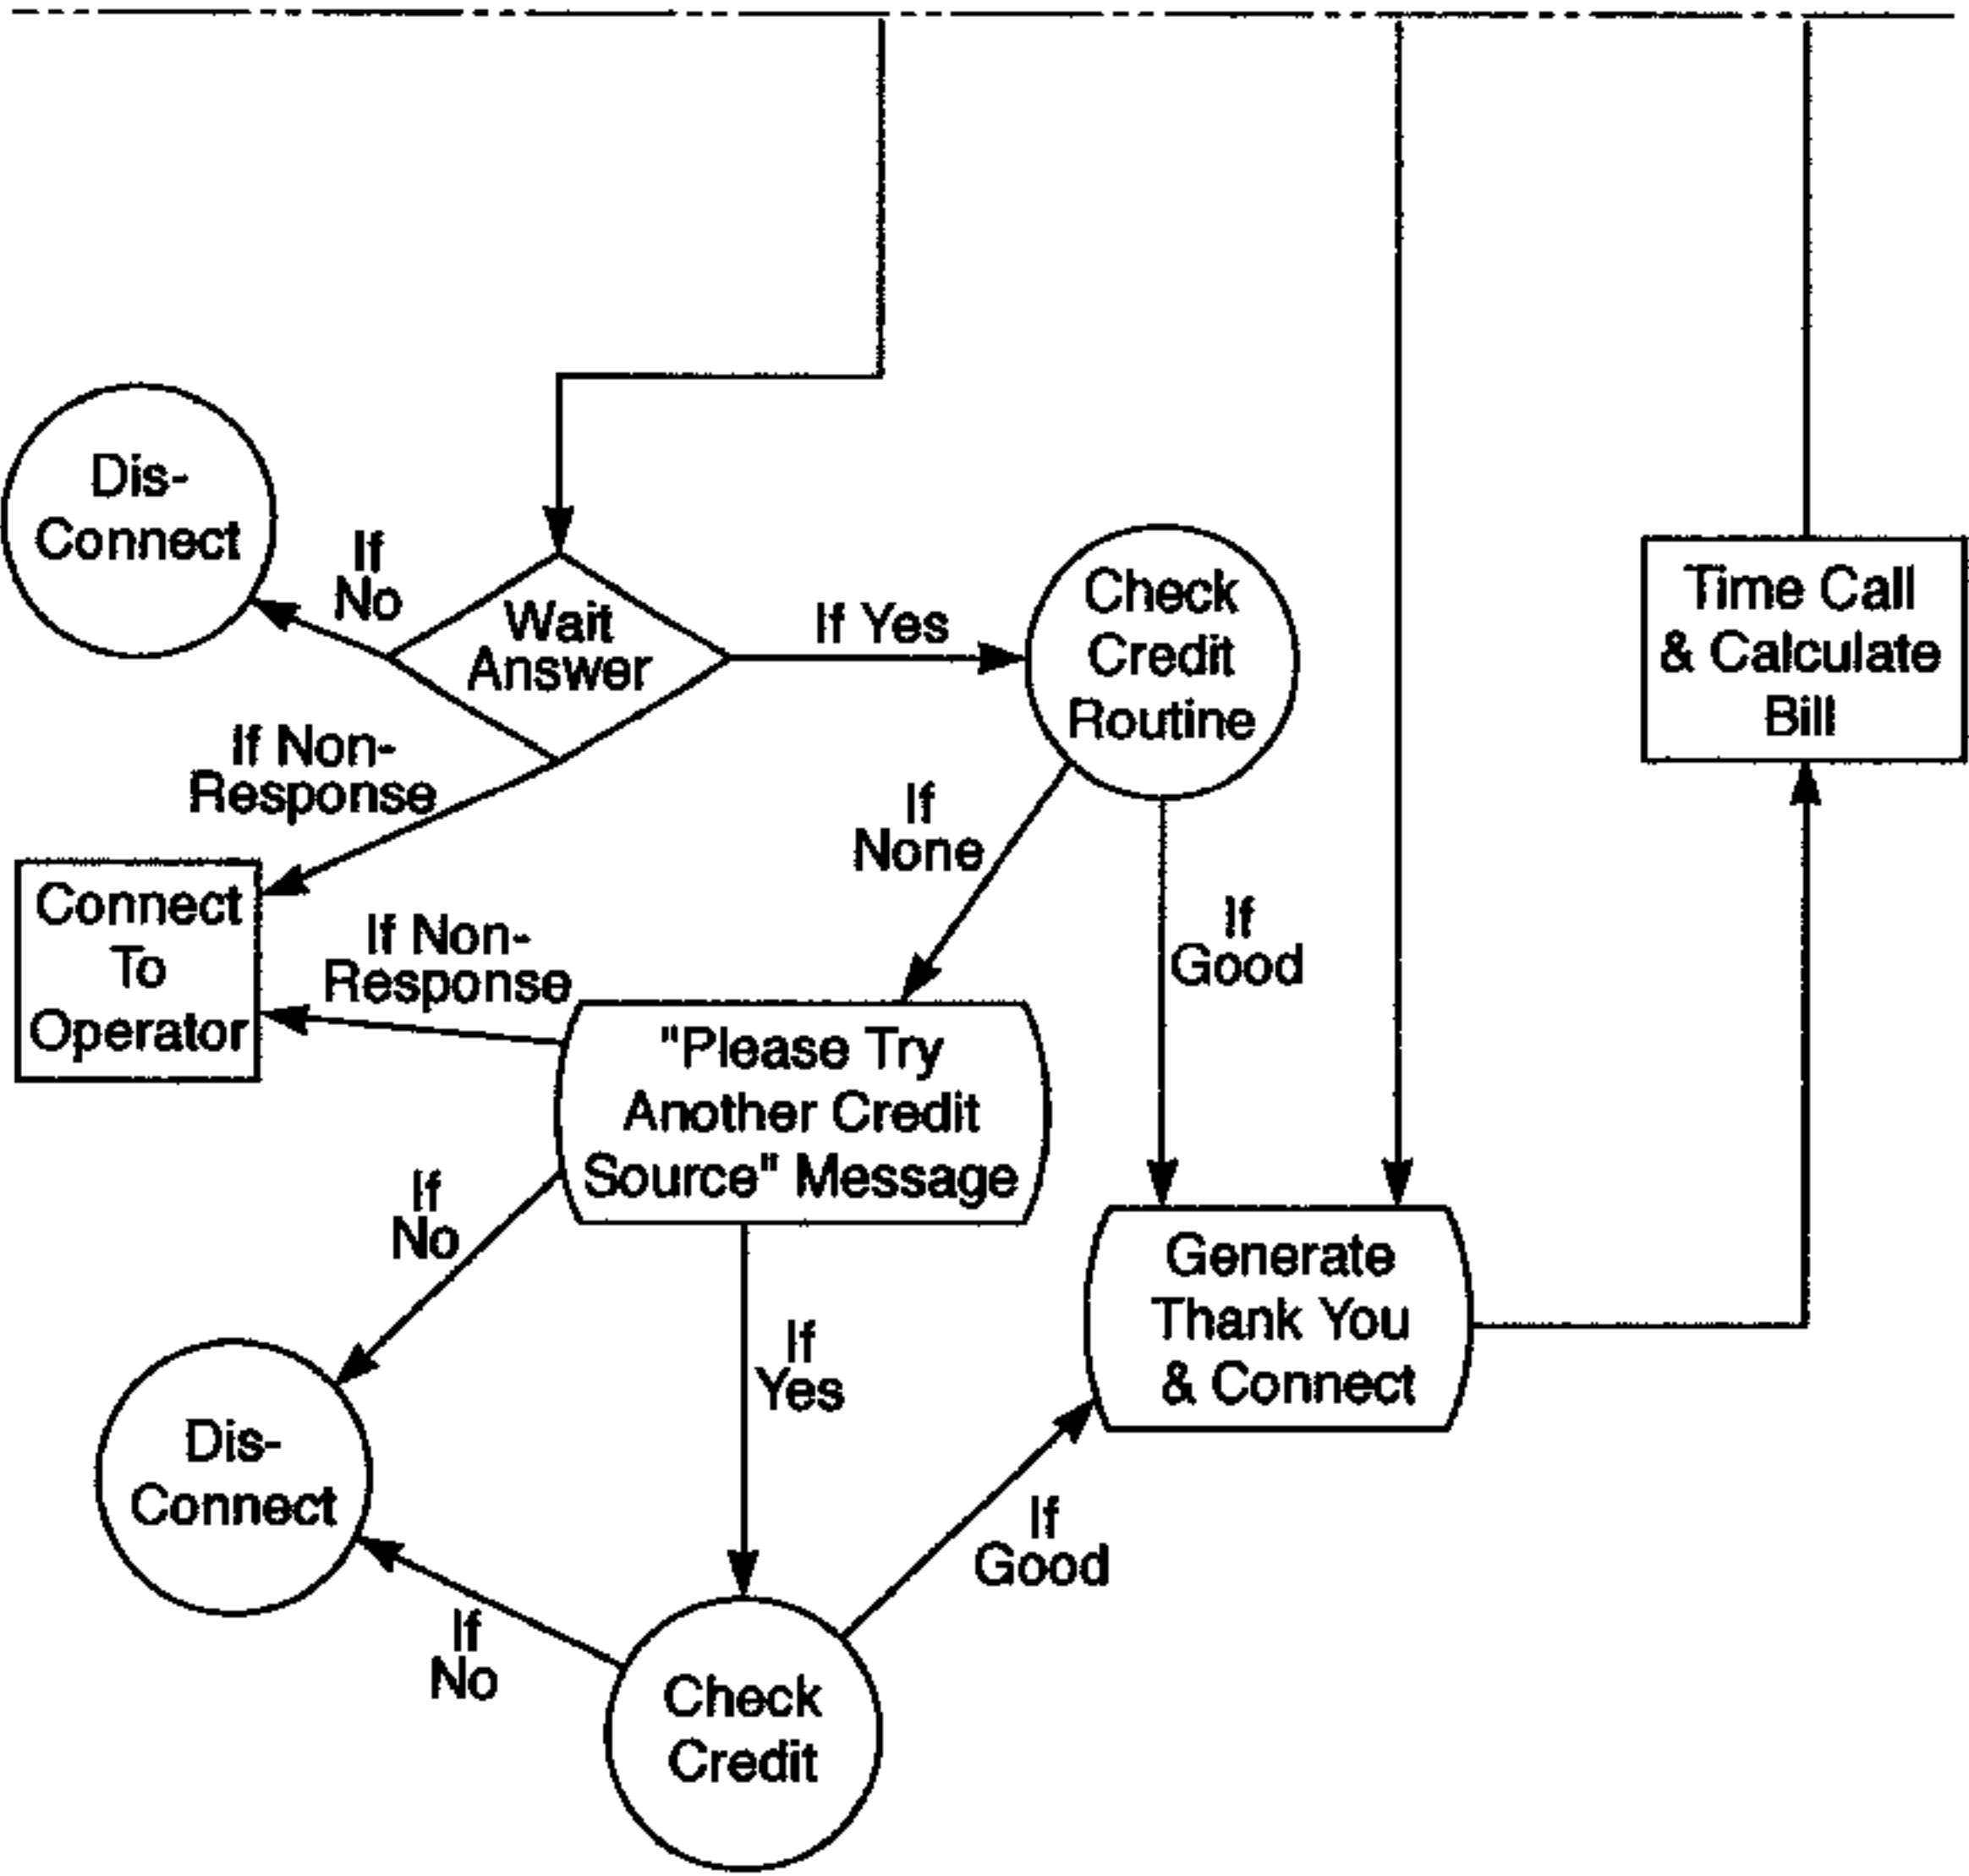 Dis-
Connect
If
No
Wait
Answer
If Yes
Check
Credit
Routine
Time Call
& Calculate
Bill
If Non-
Response
If
None
If
Good
Connect
To
Operator
If Non-
Response
"Please Try
Another Credit
Source" Message
If
No
If
Yes
Generate
Thank You
& Connect
Dis-
Connect
If
Good
If
No
Check
Credit